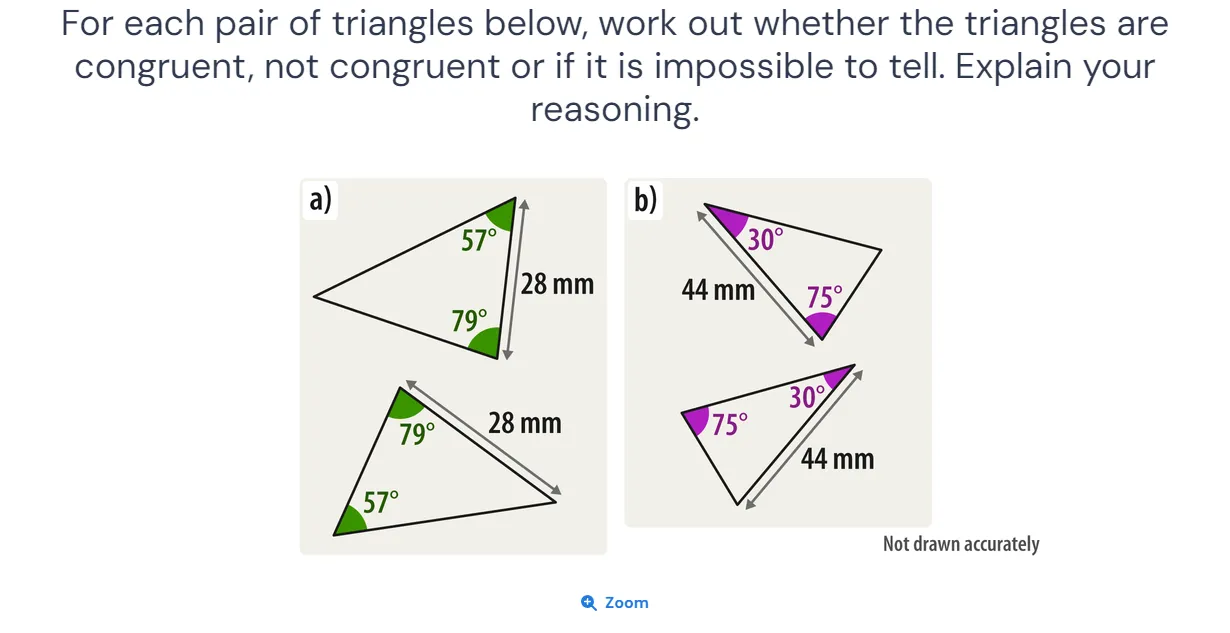 For each pair of triangles below, work out whether the triangles are
congruent, not congruent or if it is impossible to tell. Explain your
reasoning.
a)
57°
28 mm
79°
79°
28 mm
57°
b)
30°
44 mm
75°
30°
75°
44 mm
Not drawn accurately
Zoom